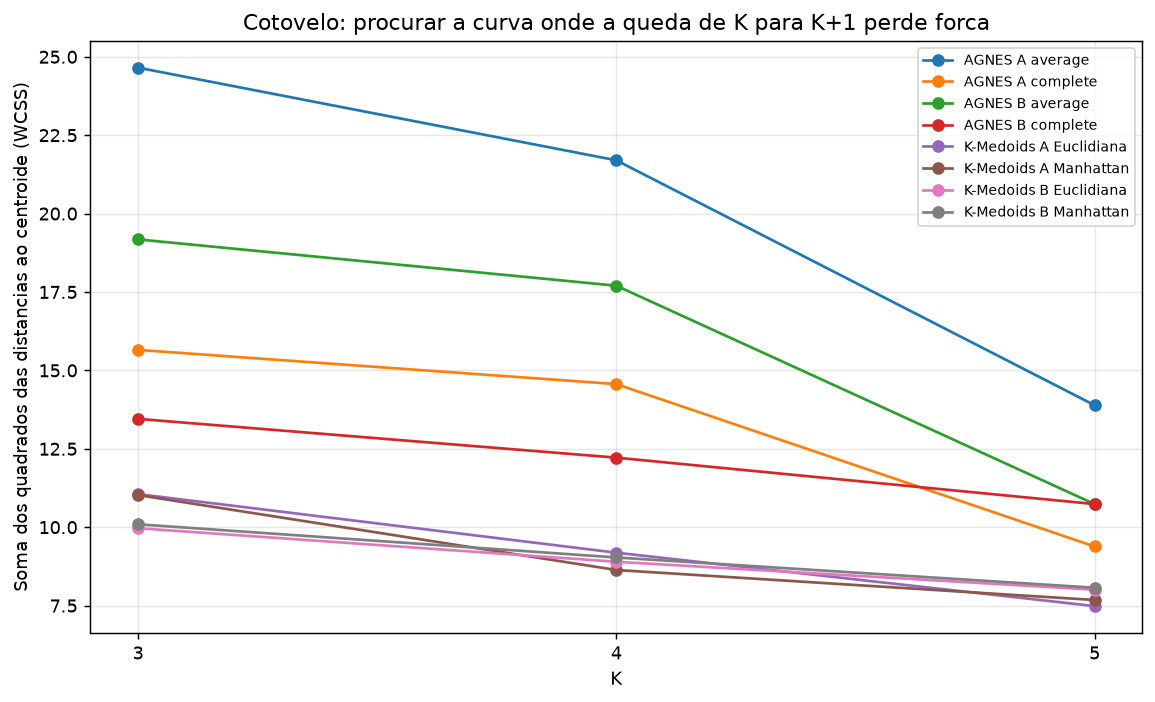 Cotovelo: procurar a curva onde a queda de K para K+1 perde forca
Soma dos quadrados das distancias ao centroide (WCSS)
25.0
22.5
20.0
17.5
15.0
12.5
10.0
7.5
AGNES A average
AGNES A complete
AGNES B average
AGNES B complete
K-Medoids A Euclidiana
K-Medoids A Manhattan
K-Medoids B Euclidiana
K-Medoids B Manhattan
3
4
5
K